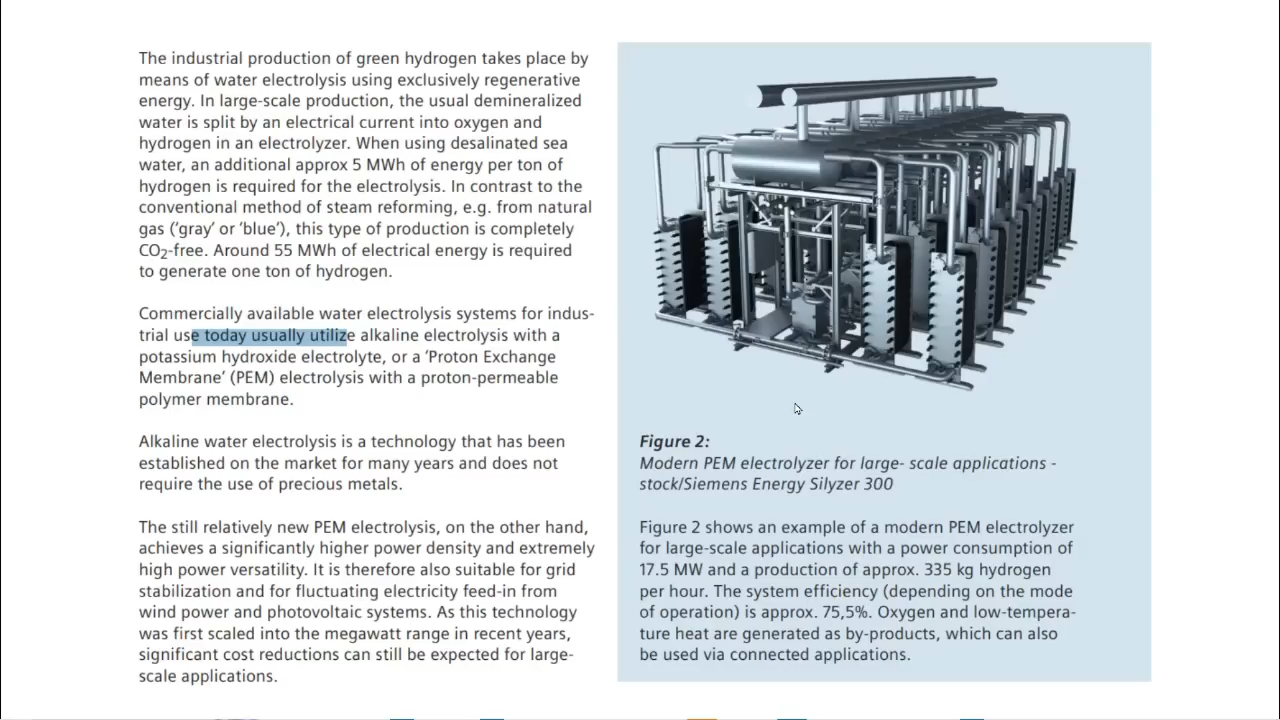 The industrial production of green hydrogen takes place by
means of water electrolysis using exclusively regenerative
energy. In large-scale production, the usual demineralized
water is split by an electrical current into oxygen and
hydrogen in an electrolyzer. When using desalinated sea
water, an additional approx 5 MWh of energy per ton of
hydrogen is required for the electrolysis. In contrast to the
conventional method of steam reforming, e.g. from natural
gas (‘gray’ or ‘blue’), this type of production is completely
CO2-free. Around 55 MWh of electrical energy is required
to generate one ton of hydrogen.
Commercially available water electrolysis systems for indus-
trial use today usually utilize alkaline electrolysis with a
potassium hydroxide electrolyte, or a ‘Proton Exchange
Membrane’ (PEM) electrolysis with a proton-permeable
polymer membrane.
Alkaline water electrolysis is a technology that has been
established on the market for many years and does not
require the use of precious metals.
The still relatively new PEM electrolysis, on the other hand,
achieves a significantly higher power density and extremely
high power versatility. It is therefore also suitable for grid
stabilization and for fluctuating electricity feed-in from
wind power and photovoltaic systems. As this technology
was first scaled into the megawatt range in recent years,
significant cost reductions can still be expected for large-
scale applications.
Figure 2:
Modern PEM electrolyzer for large- scale applications -
stock/Siemens Energy Silyzer 300
Figure 2 shows an example of a modern PEM electrolyzer
for large-scale applications with a power consumption of
17.5 MW and a production of approx. 335 kg hydrogen
per hour. The system efficiency (depending on the mode
of operation) is approx. 75,5%. Oxygen and low-tempera-
ture heat are generated as by-products, which can also
be used via connected applications.